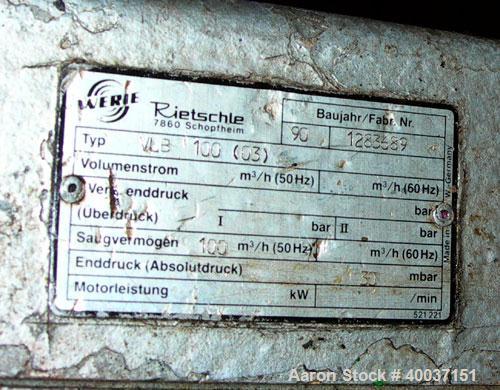 WERIE Rietschle
7860 Schopfheim
Baujahr/Fabr. Nr.
90 1283689
Typ VLB 100 (03)
Volumenstrom m³/h (50Hz) m³/h (60Hz)
Verd. enddruck bar
(Überdruck) I bar II bar
Saugvermögen 100 m³/h (50Hz) m³/h (60Hz)
Enddruck (Absolutdruck) 30 mbar
Motorleistung kW /min
Made in W.-Germany
521 221
Aaron Stock # 40037151